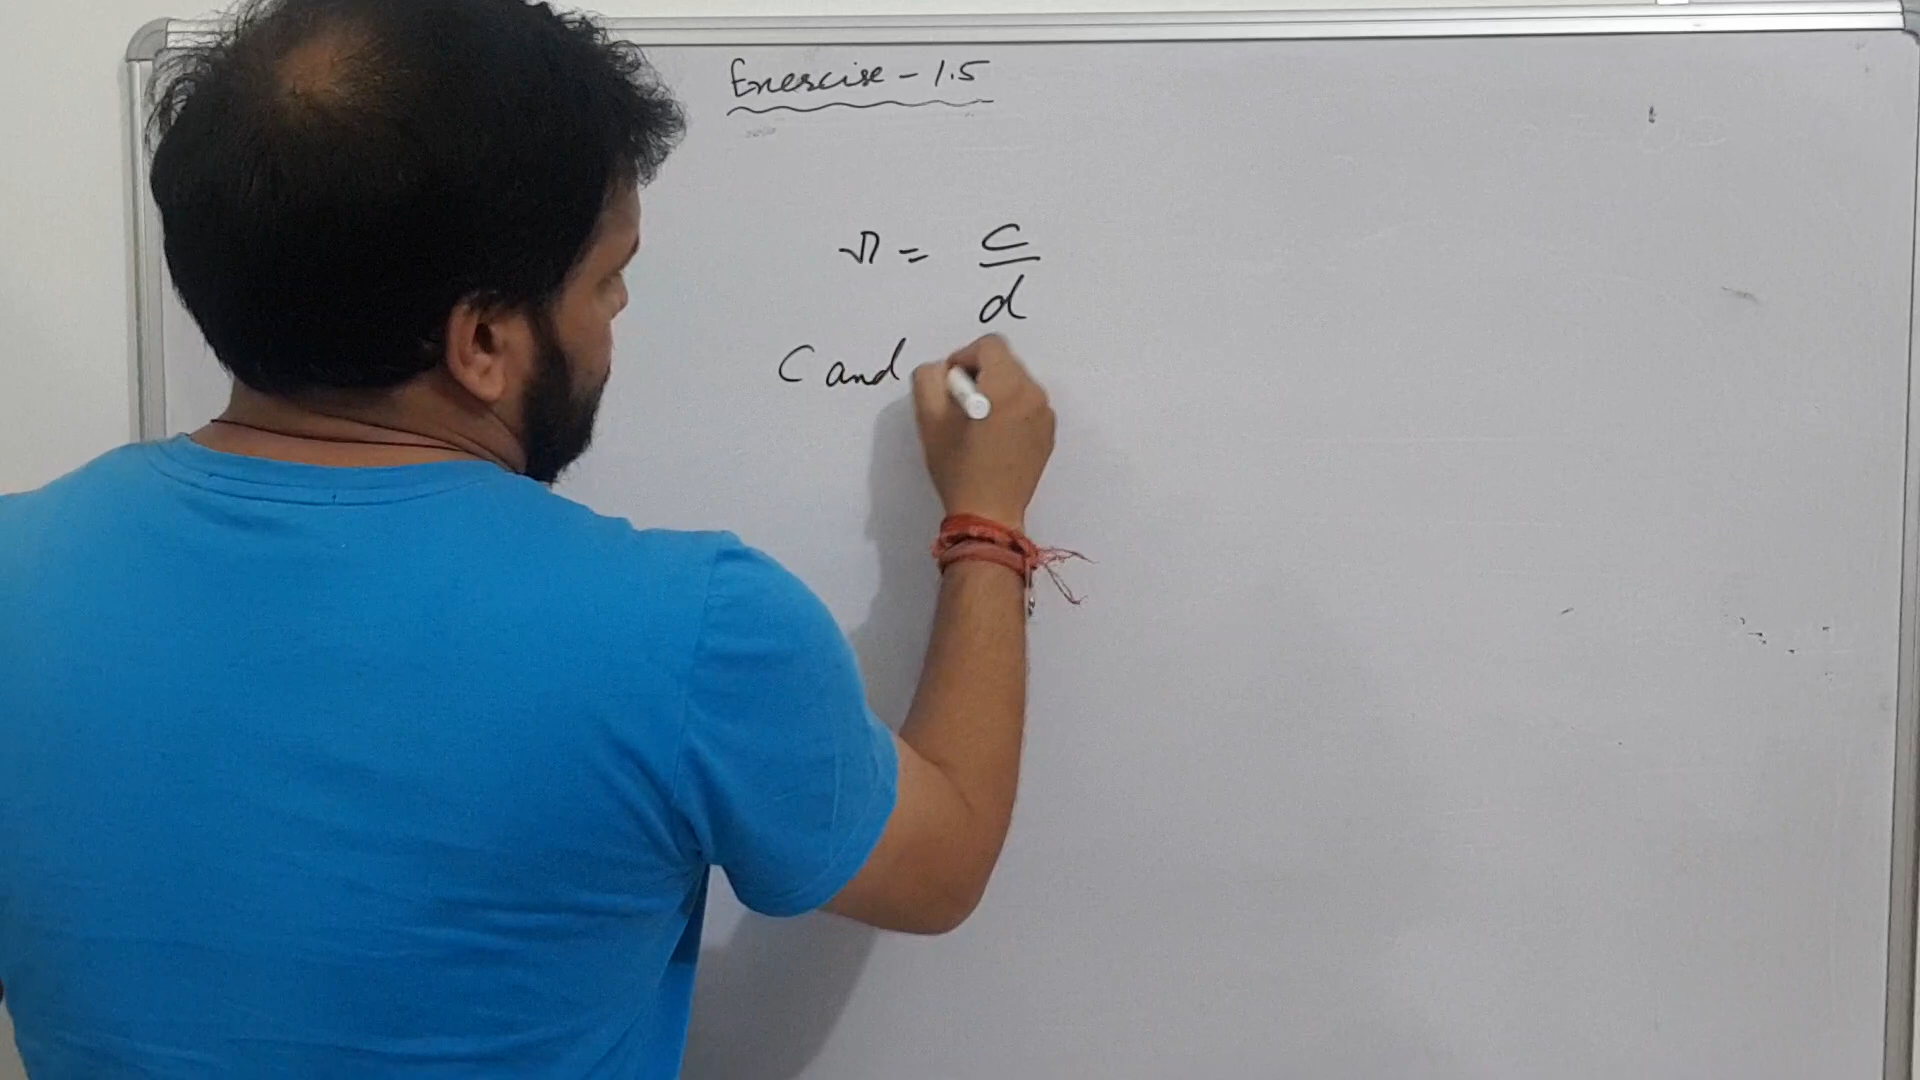 Exercise - 1.5
π = c/d
C and